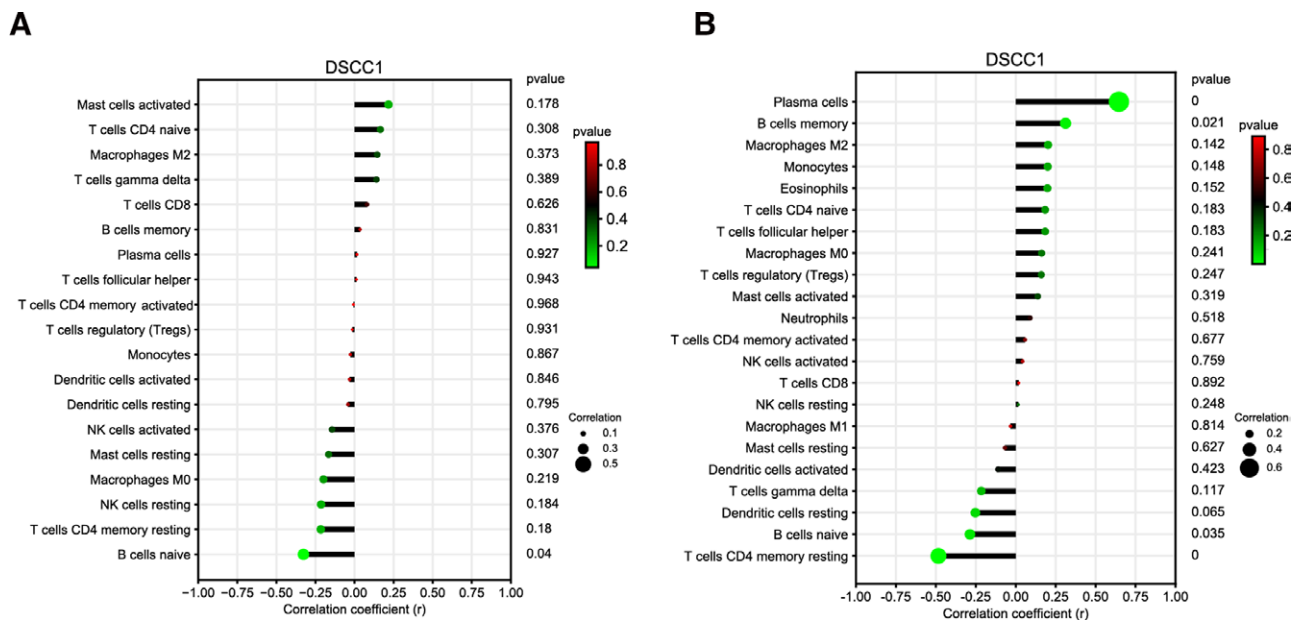 A
DSCC1
pvalue
Mast cells activated 0.178
T cells CD4 naive 0.308
Macrophages M2 0.373
T cells gamma delta 0.389
T cells CD8 0.626
B cells memory 0.831
Plasma cells 0.927
T cells follicular helper 0.943
T cells CD4 memory activated 0.968
T cells regulatory (Tregs) 0.931
Monocytes 0.867
Dendritic cells activated 0.846
Dendritic cells resting 0.795
NK cells activated 0.376
Mast cells resting 0.307
Macrophages M0 0.219
NK cells resting 0.184
T cells CD4 memory resting 0.18
B cells naive 0.04
-1.00 -0.75 -0.50 -0.25 0.00 0.25 0.50 0.75 1.00
Correlation coefficient (r)
pvalue
0.8
0.6
0.4
0.2
Correlation
0.1
0.3
0.5
B
DSCC1
pvalue
Plasma cells 0
B cells memory 0.021
Macrophages M2 0.142
Monocytes 0.148
Eosinophils 0.152
T cells CD4 naive 0.183
T cells follicular helper 0.183
Macrophages M0 0.241
T cells regulatory (Tregs) 0.247
Mast cells activated 0.319
Neutrophils 0.518
T cells CD4 memory activated 0.677
NK cells activated 0.759
T cells CD8 0.892
NK cells resting 0.248
Macrophages M1 0.814
Mast cells resting 0.627
Dendritic cells activated 0.423
T cells gamma delta 0.117
Dendritic cells resting 0.065
B cells naive 0.035
T cells CD4 memory resting 0
-1.00 -0.75 -0.50 -0.25 0.00 0.25 0.50 0.75 1.00
Correlation coefficient (r)
pvalue
0.8
0.6
0.4
0.2
Correlation
0.2
0.4
0.6